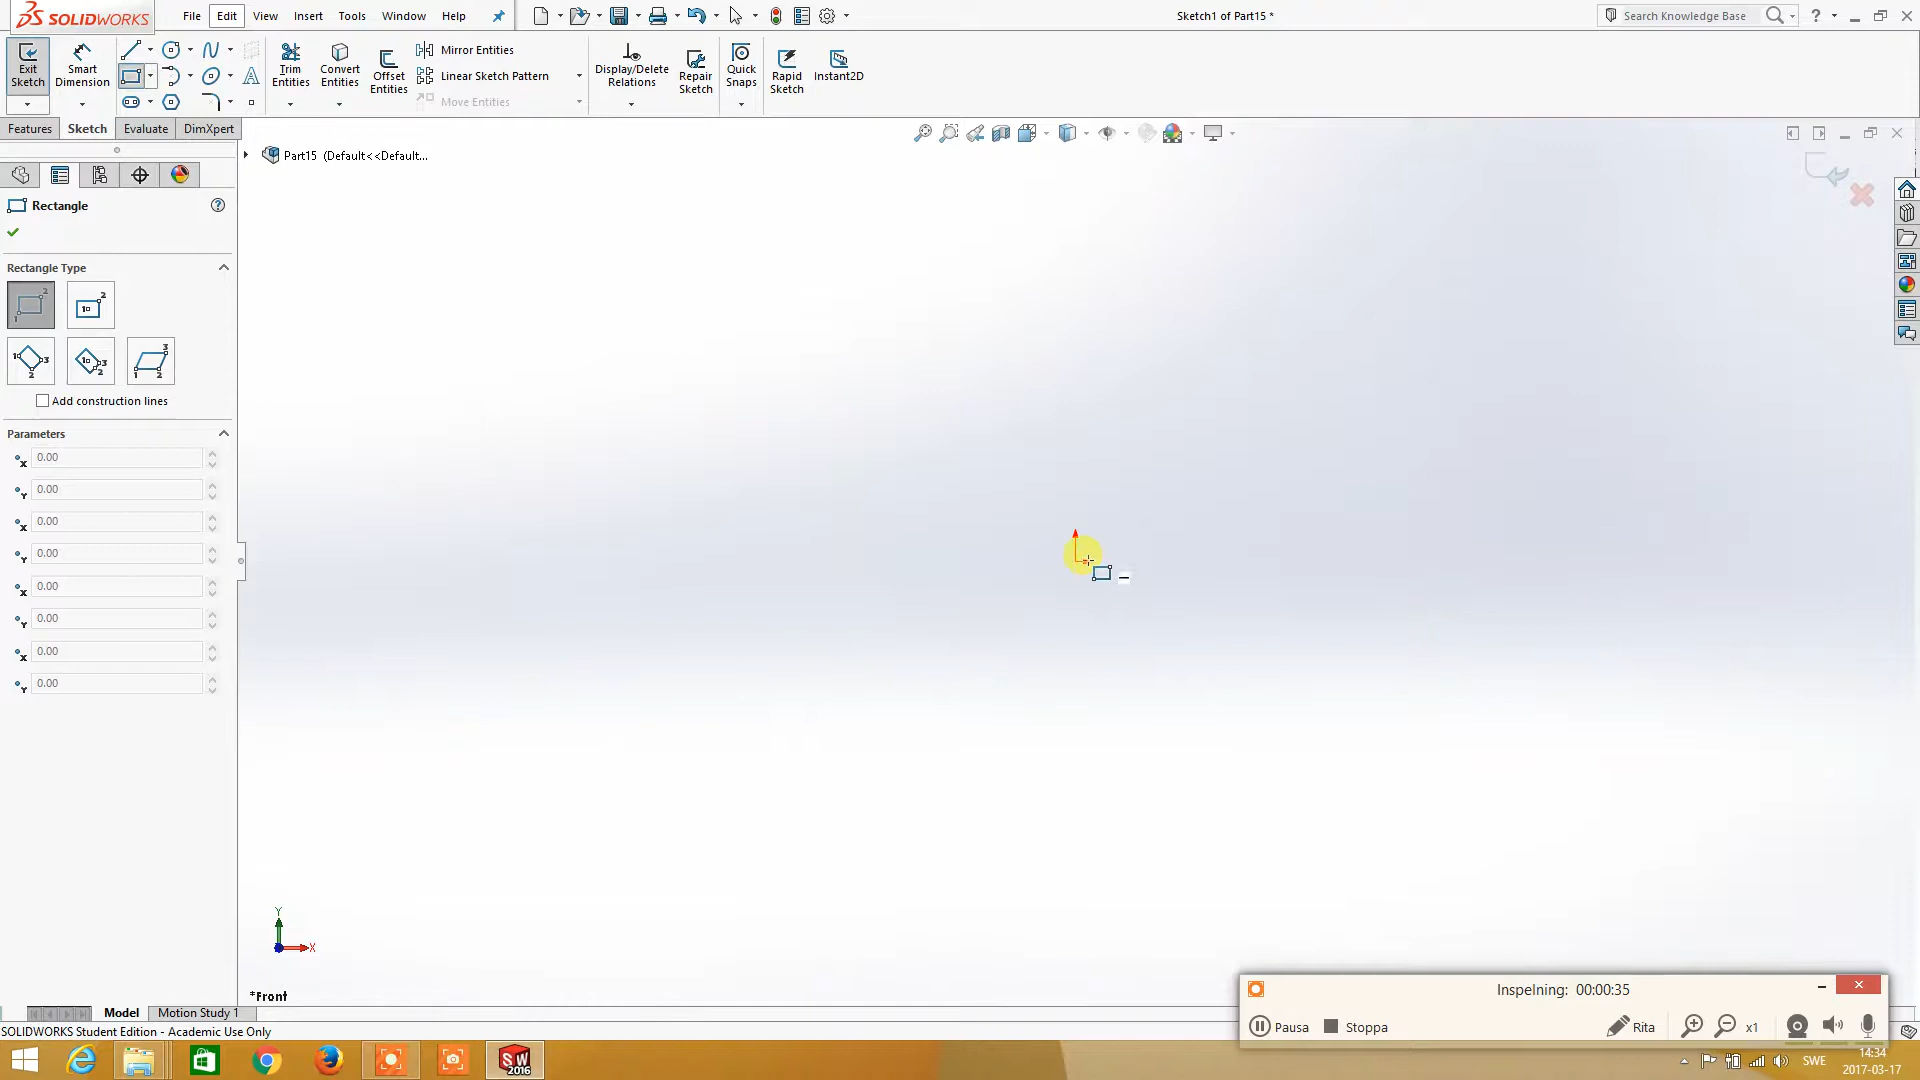 SOLIDWORKS
File Edit View Insert Tools Window Help
Sketch1 of Part15 *
Search Knowledge Base
Exit Sketch
Smart Dimension
Trim Entities
Convert Entities
Offset Entities
Mirror Entities
Linear Sketch Pattern
Move Entities
Display/Delete Relations
Repair Sketch
Quick Snaps
Rapid Sketch
Instant2D
Features Sketch Evaluate DimXpert
Part15 (Default<<Default...
Rectangle
Rectangle Type
Add construction lines
Parameters
0.00
0.00
0.00
0.00
0.00
0.00
0.00
0.00
Y
X
*Front
Inspelning: 00:00:35
Pausa
Stoppa
Rita
x1
Model Motion Study 1
SOLIDWORKS Student Edition - Academic Use Only
SW
2016
SWE
14:34
2017-03-17